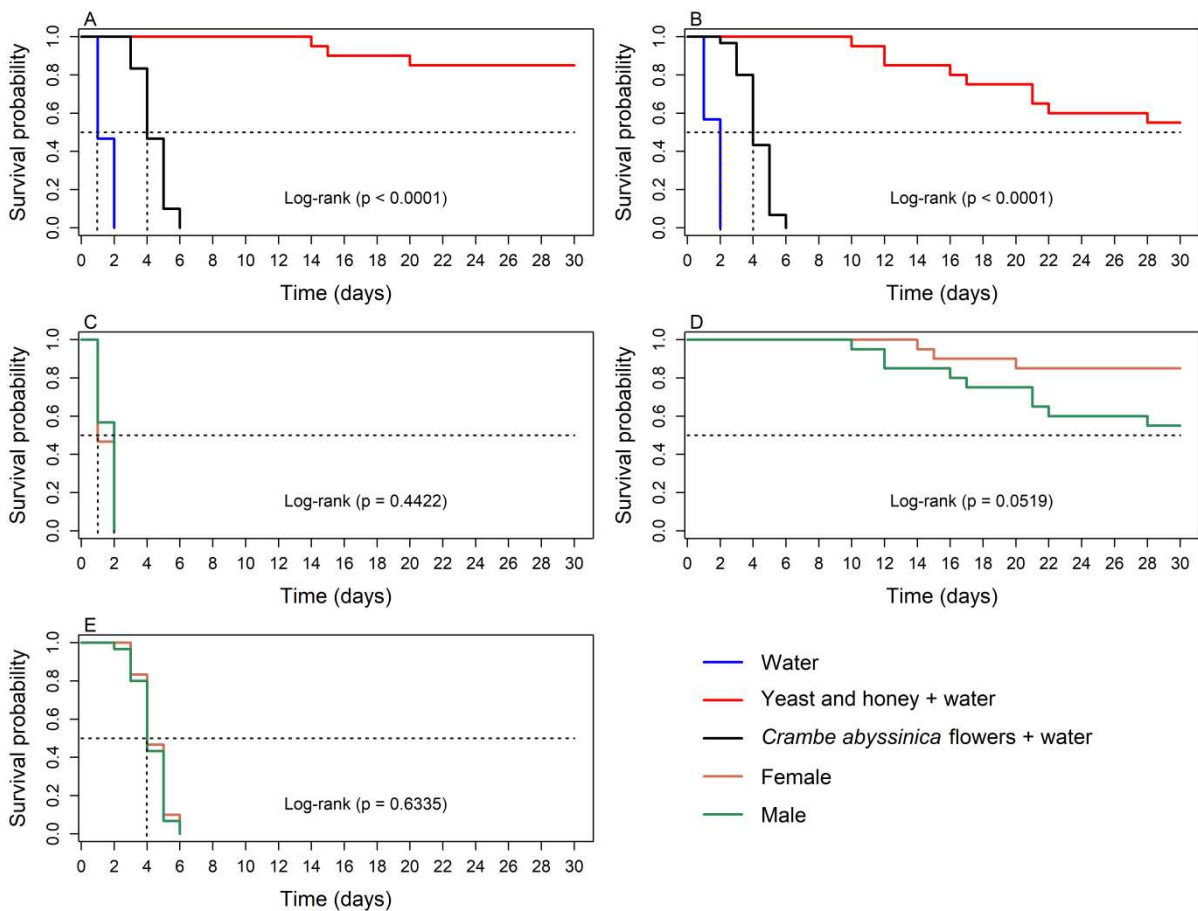 A
Survival probability
1.0
0.8
0.6
0.4
0.2
0.0
Log-rank (p < 0.0001)
0 2 4 6 8 10 12 14 16 18 20 22 24 26 28 30
Time (days)
B
Survival probability
1.0
0.8
0.6
0.4
0.2
0.0
Log-rank (p < 0.0001)
0 2 4 6 8 10 12 14 16 18 20 22 24 26 28 30
Time (days)
C
Survival probability
1.0
0.8
0.6
0.4
0.2
0.0
Log-rank (p = 0.4422)
0 2 4 6 8 10 12 14 16 18 20 22 24 26 28 30
Time (days)
D
Survival probability
1.0
0.8
0.6
0.4
0.2
0.0
Log-rank (p = 0.0519)
0 2 4 6 8 10 12 14 16 18 20 22 24 26 28 30
Time (days)
E
Survival probability
1.0
0.8
0.6
0.4
0.2
0.0
Log-rank (p = 0.6335)
0 2 4 6 8 10 12 14 16 18 20 22 24 26 28 30
Time (days)
Water
Yeast and honey + water
Crambe abyssinica flowers + water
Female
Male